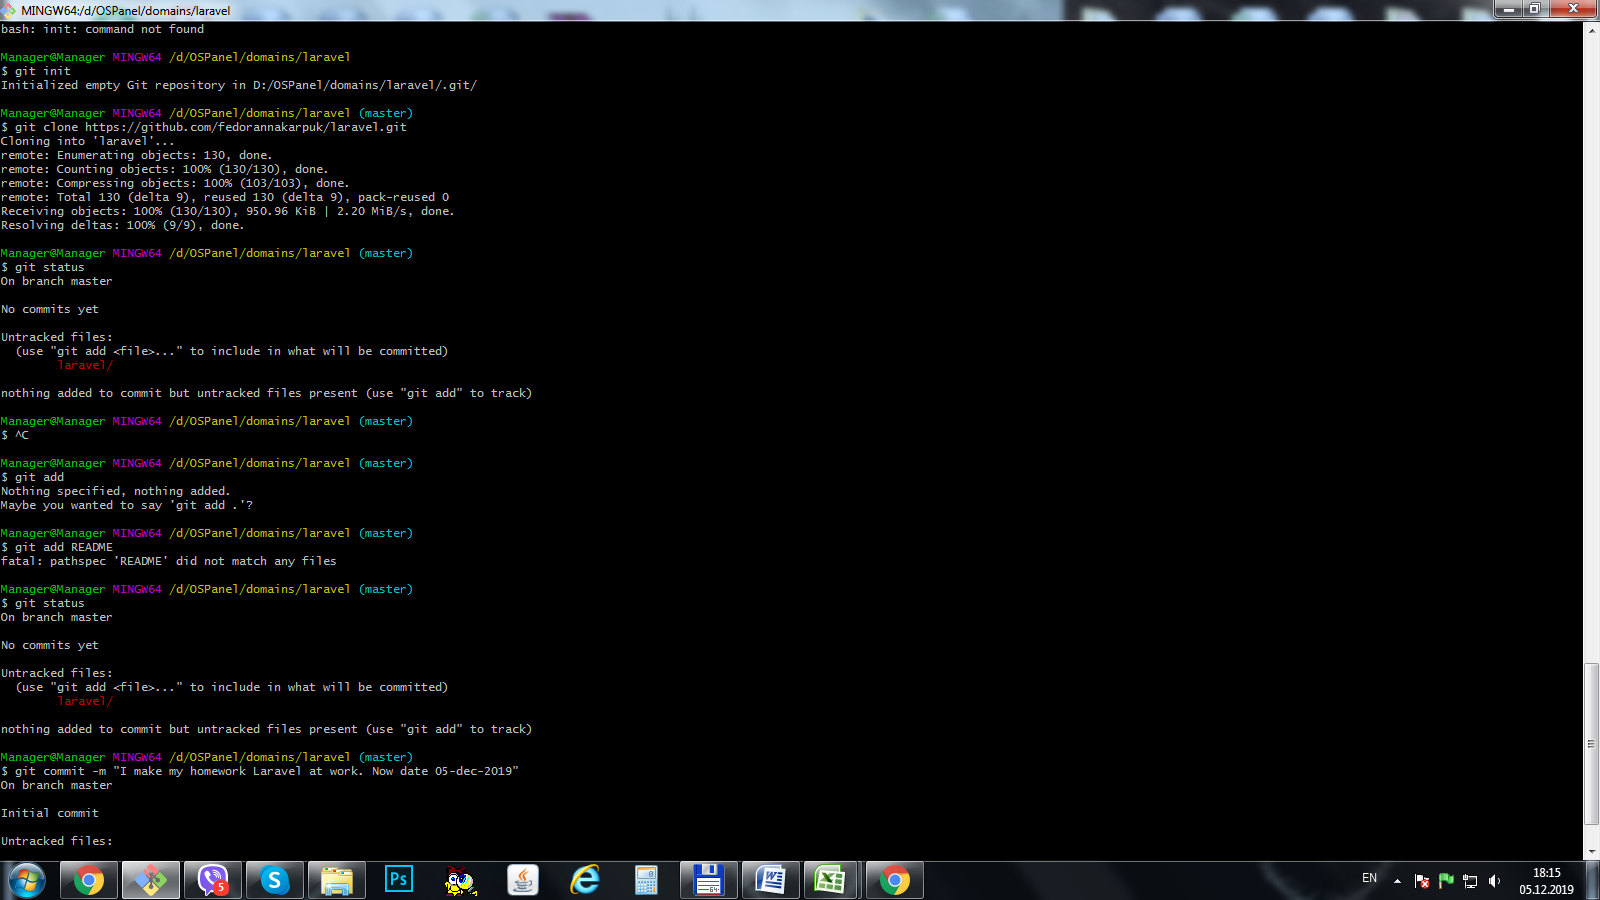 MINGW64:/d/OSPanel/domains/laravel
bash: init: command not found
Manager@Manager MINGW64 /d/OSPanel/domains/laravel
$ git init
Initialized empty Git repository in D:/OSPanel/domains/laravel/.git/
Manager@Manager MINGW64 /d/OSPanel/domains/laravel (master)
$ git clone https://github.com/fedorannakarpuk/laravel.git
Cloning into 'laravel'...
remote: Enumerating objects: 130, done.
remote: Counting objects: 100% (130/130), done.
remote: Compressing objects: 100% (103/103), done.
remote: Total 130 (delta 9), reused 130 (delta 9), pack-reused 0
Receiving objects: 100% (130/130), 950.96 KiB | 2.20 MiB/s, done.
Resolving deltas: 100% (9/9), done.
Manager@Manager MINGW64 /d/OSPanel/domains/laravel (master)
$ git status
On branch master
No commits yet
Untracked files:
(use "git add <file>..." to include in what will be committed)
laravel/
nothing added to commit but untracked files present (use "git add" to track)
Manager@Manager MINGW64 /d/OSPanel/domains/laravel (master)
$ ^C
Manager@Manager MINGW64 /d/OSPanel/domains/laravel (master)
$ git add
Nothing specified, nothing added.
Maybe you wanted to say 'git add .'?
Manager@Manager MINGW64 /d/OSPanel/domains/laravel (master)
$ git add README
fatal: pathspec 'README' did not match any files
Manager@Manager MINGW64 /d/OSPanel/domains/laravel (master)
$ git status
On branch master
No commits yet
Untracked files:
(use "git add <file>..." to include in what will be committed)
laravel/
nothing added to commit but untracked files present (use "git add" to track)
Manager@Manager MINGW64 /d/OSPanel/domains/laravel (master)
$ git commit -m "I make my homework Laravel at work. Now date 05-dec-2019"
On branch master
Initial commit
Untracked files:
5
S
Ps
64
EN
18:15
05.12.2019